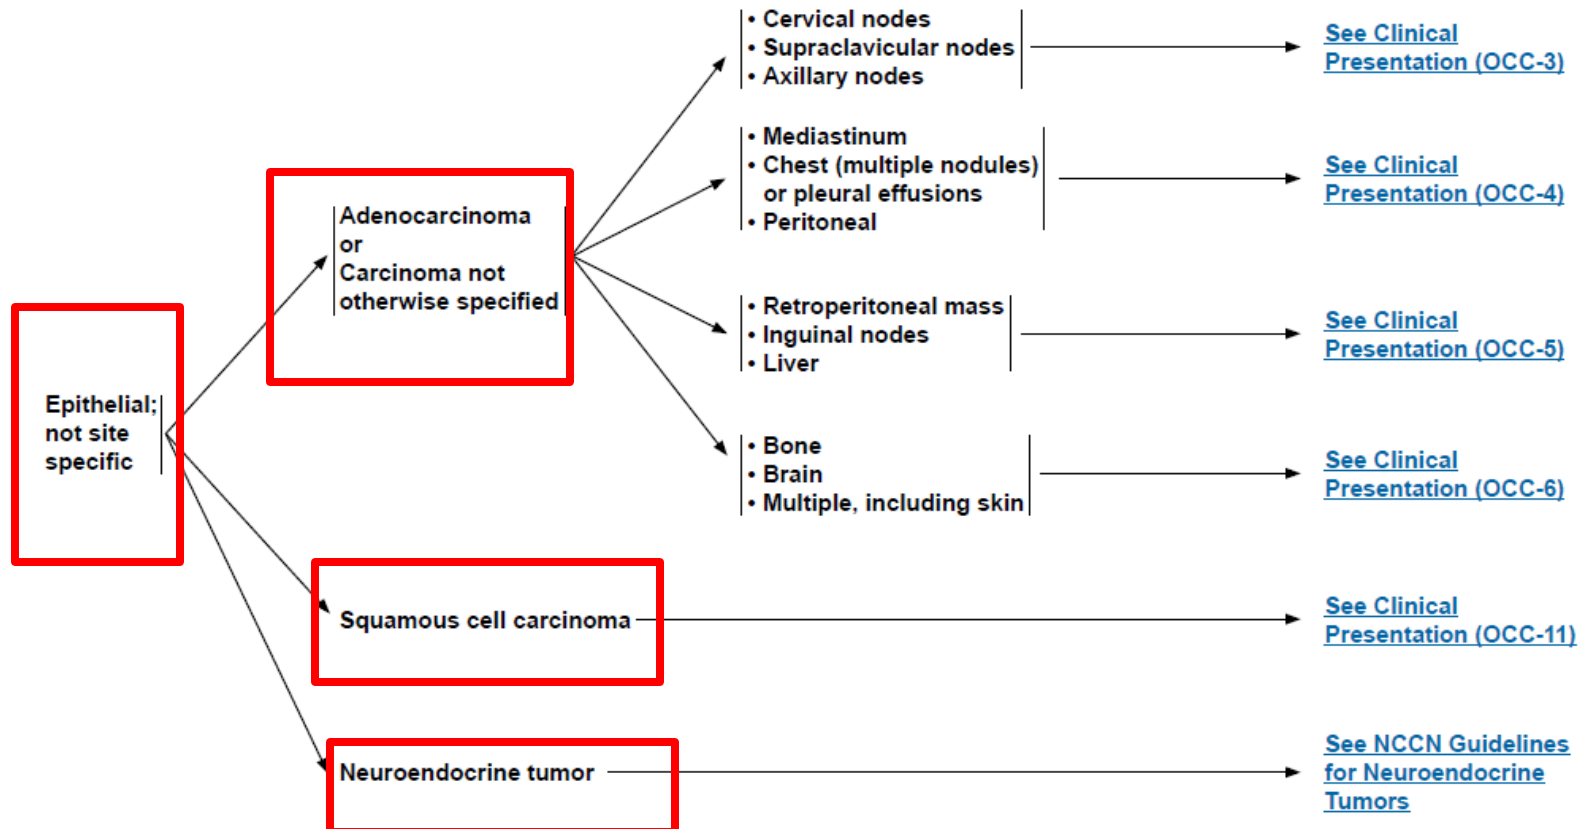 • Cervical nodes
• Supraclavicular nodes
• Axillary nodes
See Clinical
Presentation (OCC-3)
• Mediastinum
• Chest (multiple nodules)
or pleural effusions
• Peritoneal
See Clinical
Presentation (OCC-4)
Adenocarcinoma
or
Carcinoma not
otherwise specified
• Retroperitoneal mass
• Inguinal nodes
• Liver
See Clinical
Presentation (OCC-5)
Epithelial;
not site
specific
• Bone
• Brain
• Multiple, including skin
See Clinical
Presentation (OCC-6)
Squamous cell carcinoma
See Clinical
Presentation (OCC-11)
Neuroendocrine tumor
See NCCN Guidelines
for Neuroendocrine
Tumors